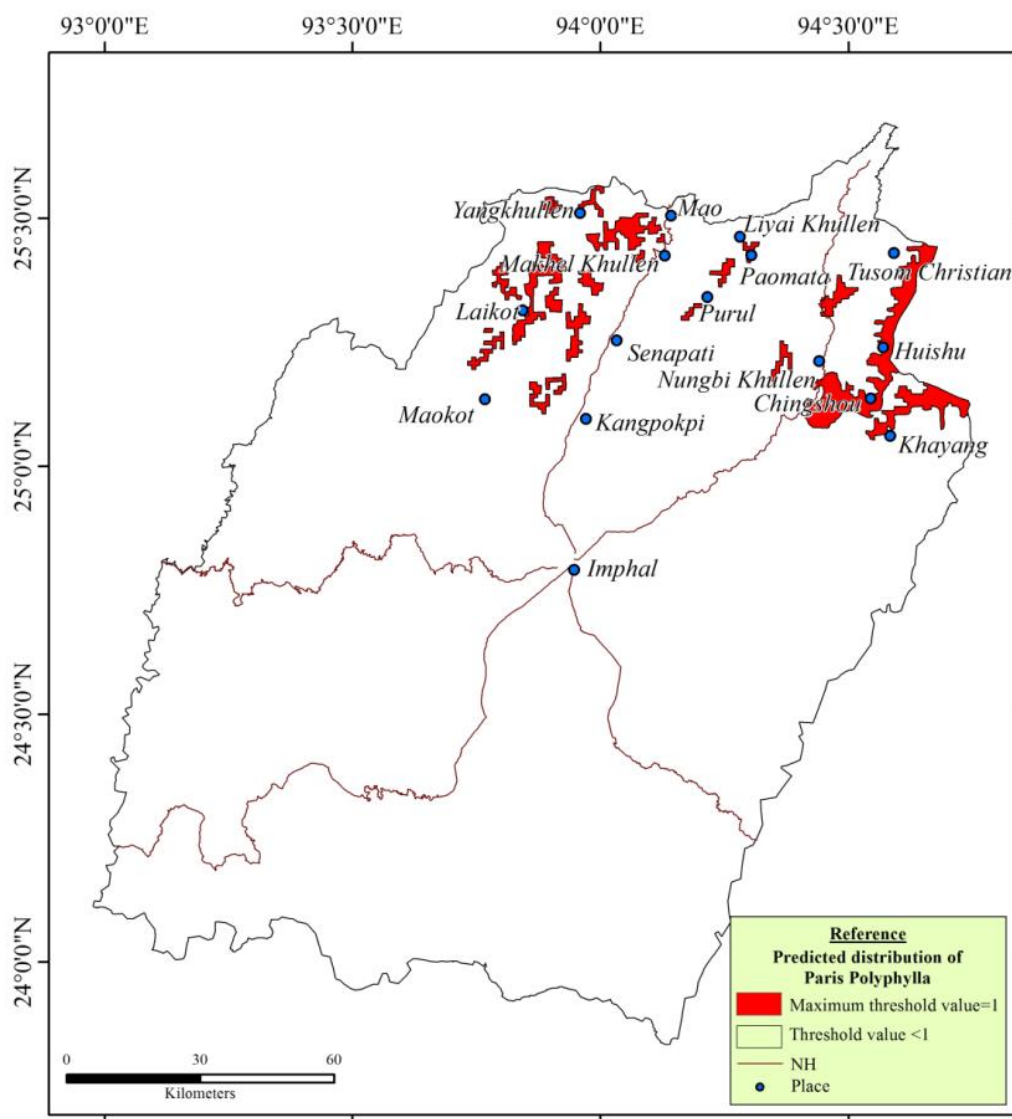 93°0'0"E 93°30'0"E 94°0'0"E 94°30'0"E
25°30'0"N
25°0'0"N
24°30'0"N
24°0'0"N
Yangkhullen
Mao
Liyai Khullen
Makhel Khullen
Paomata
Tusom Christian
Laikot
Purul
Senapati
Huishu
Nungbi Khullen
Maokot
Chingshou
Kangpokpi
Khayang
Imphal
Reference
Predicted distribution of
Paris Polyphylla
Maximum threshold value=1
Threshold value <1
NH
Place
0 30 60
Kilometers